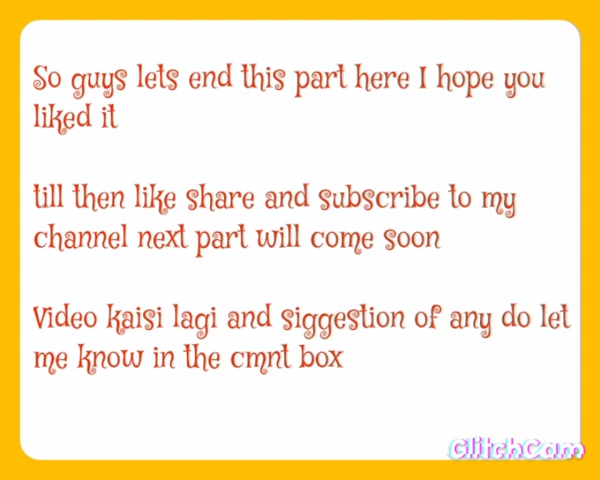 So guys lets end this part here I hope you
liked it
till then like share and subscribe to my
channel next part will come soon
Video kaisi lagi and siggestion of any do let
me know in the cmnt box
GlitchCam